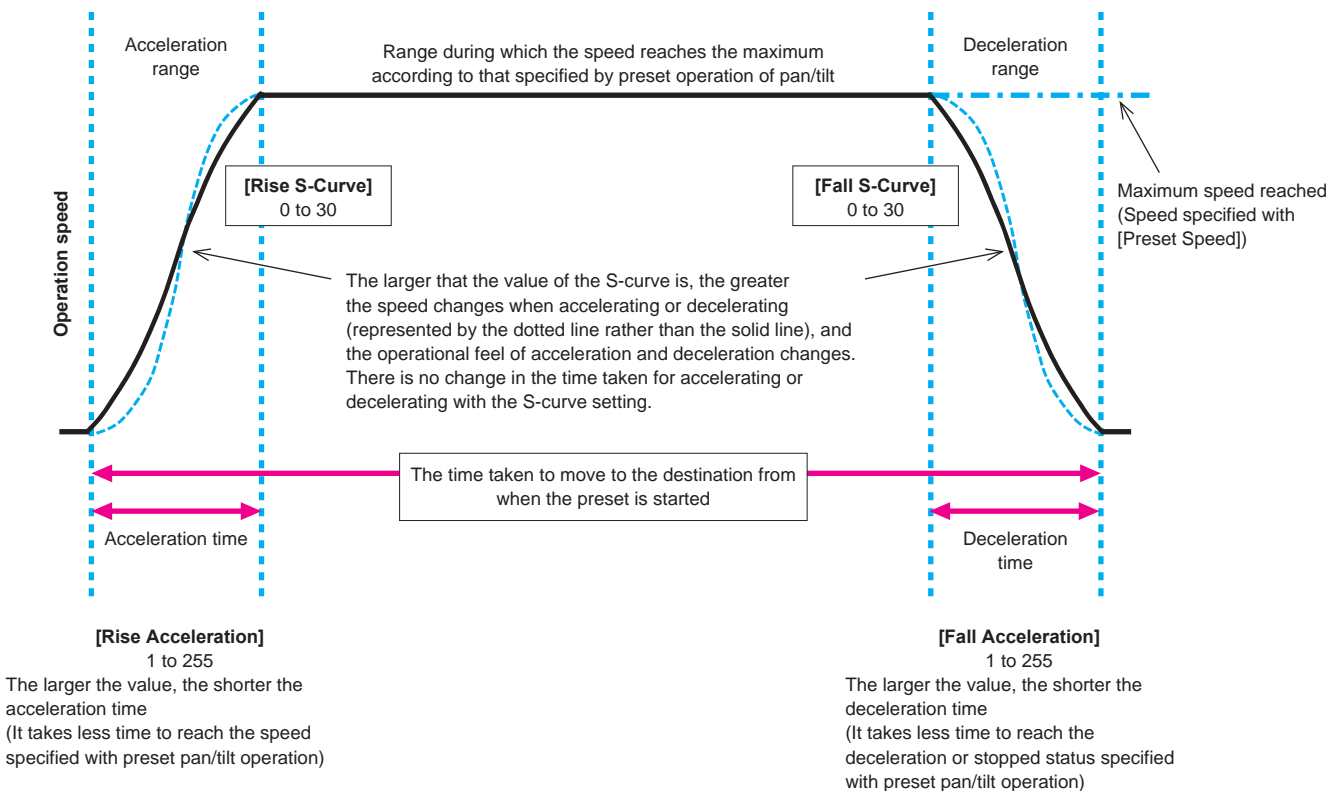 Acceleration
range
Range during which the speed reaches the maximum
according to that specified by preset operation of pan/tilt
Deceleration
range
Operation speed
[Rise S-Curve]
0 to 30
[Fall S-Curve]
0 to 30
Maximum speed reached
(Speed specified with
[Preset Speed])
The larger that the value of the S-curve is, the greater
the speed changes when accelerating or decelerating
(represented by the dotted line rather than the solid line), and
the operational feel of acceleration and deceleration changes.
There is no change in the time taken for accelerating or
decelerating with the S-curve setting.
The time taken to move to the destination from
when the preset is started
Acceleration time
Deceleration
time
[Rise Acceleration]
1 to 255
The larger the value, the shorter the
acceleration time
(It takes less time to reach the speed
specified with preset pan/tilt operation)
[Fall Acceleration]
1 to 255
The larger the value, the shorter the
deceleration time
(It takes less time to reach the
deceleration or stopped status specified
with preset pan/tilt operation)